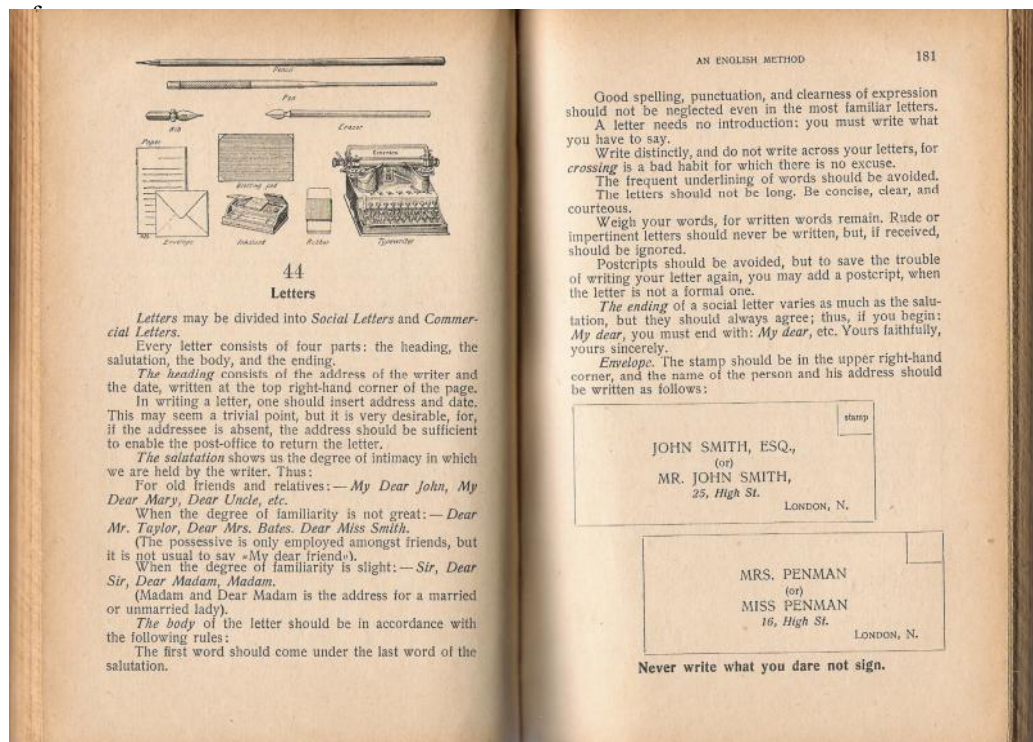 Pencil
Pen
Nib
Eraser
Paper
Blotting pad
Envelope
Inkstand
Rubber
Typewriter
44
Letters
Letters may be divided into Social Letters and Commer-
cial Letters.
Every letter consists of four parts: the heading, the
salutation, the body, and the ending.
The heading consists of the address of the writer and
the date, written at the top right-hand corner of the page.
In writing a letter, one should insert address and date.
This may seem a trivial point, but it is very desirable, for,
if the addressee is absent, the address should be sufficient
to enable the post-office to return the letter.
The salutation shows us the degree of intimacy in which
we are held by the writer. Thus:
For old friends and relatives: — My Dear John, My
Dear Mary, Dear Uncle, etc.
When the degree of familiarity is not great: — Dear
Mr. Taylor, Dear Mrs. Bates. Dear Miss Smith.
(The possessive is only employed amongst friends, but
it is not usual to say «My dear friend»).
When the degree of familiarity is slight: — Sir, Dear
Sir, Dear Madam, Madam.
(Madam and Dear Madam is the address for a married
or unmarried lady).
The body of the letter should be in accordance with
the following rules:
The first word should come under the last word of the
salutation.
AN ENGLISH METHOD 181
Good spelling, punctuation, and clearness of expression
should not be neglected even in the most familiar letters.
A letter needs no introduction: you must write what
you have to say.
Write distinctly, and do not write across your letters, for
crossing is a bad habit for which there is no excuse.
The frequent underlining of words should be avoided.
The letters should not be long. Be concise, clear, and
courteous.
Weigh your words, for written words remain. Rude or
impertinent letters should never be written, but, if received,
should be ignored.
Postcripts should be avoided, but to save the trouble
of writing your letter again, you may add a postcript, when
the letter is not a formal one.
The ending of a social letter varies as much as the salu-
tation, but they should always agree; thus, if you begin:
My dear, you must end with: My dear, etc. Yours faithfully,
yours sincerely.
Envelope. The stamp should be in the upper right-hand
corner, and the name of the person and his address should
be written as follows:
stamp
JOHN SMITH, ESQ.,
(or)
MR. JOHN SMITH,
25, High St.
LONDON, N.
MRS. PENMAN
(or)
MISS PENMAN
16, High St.
LONDON, N.
Never write what you dare not sign.